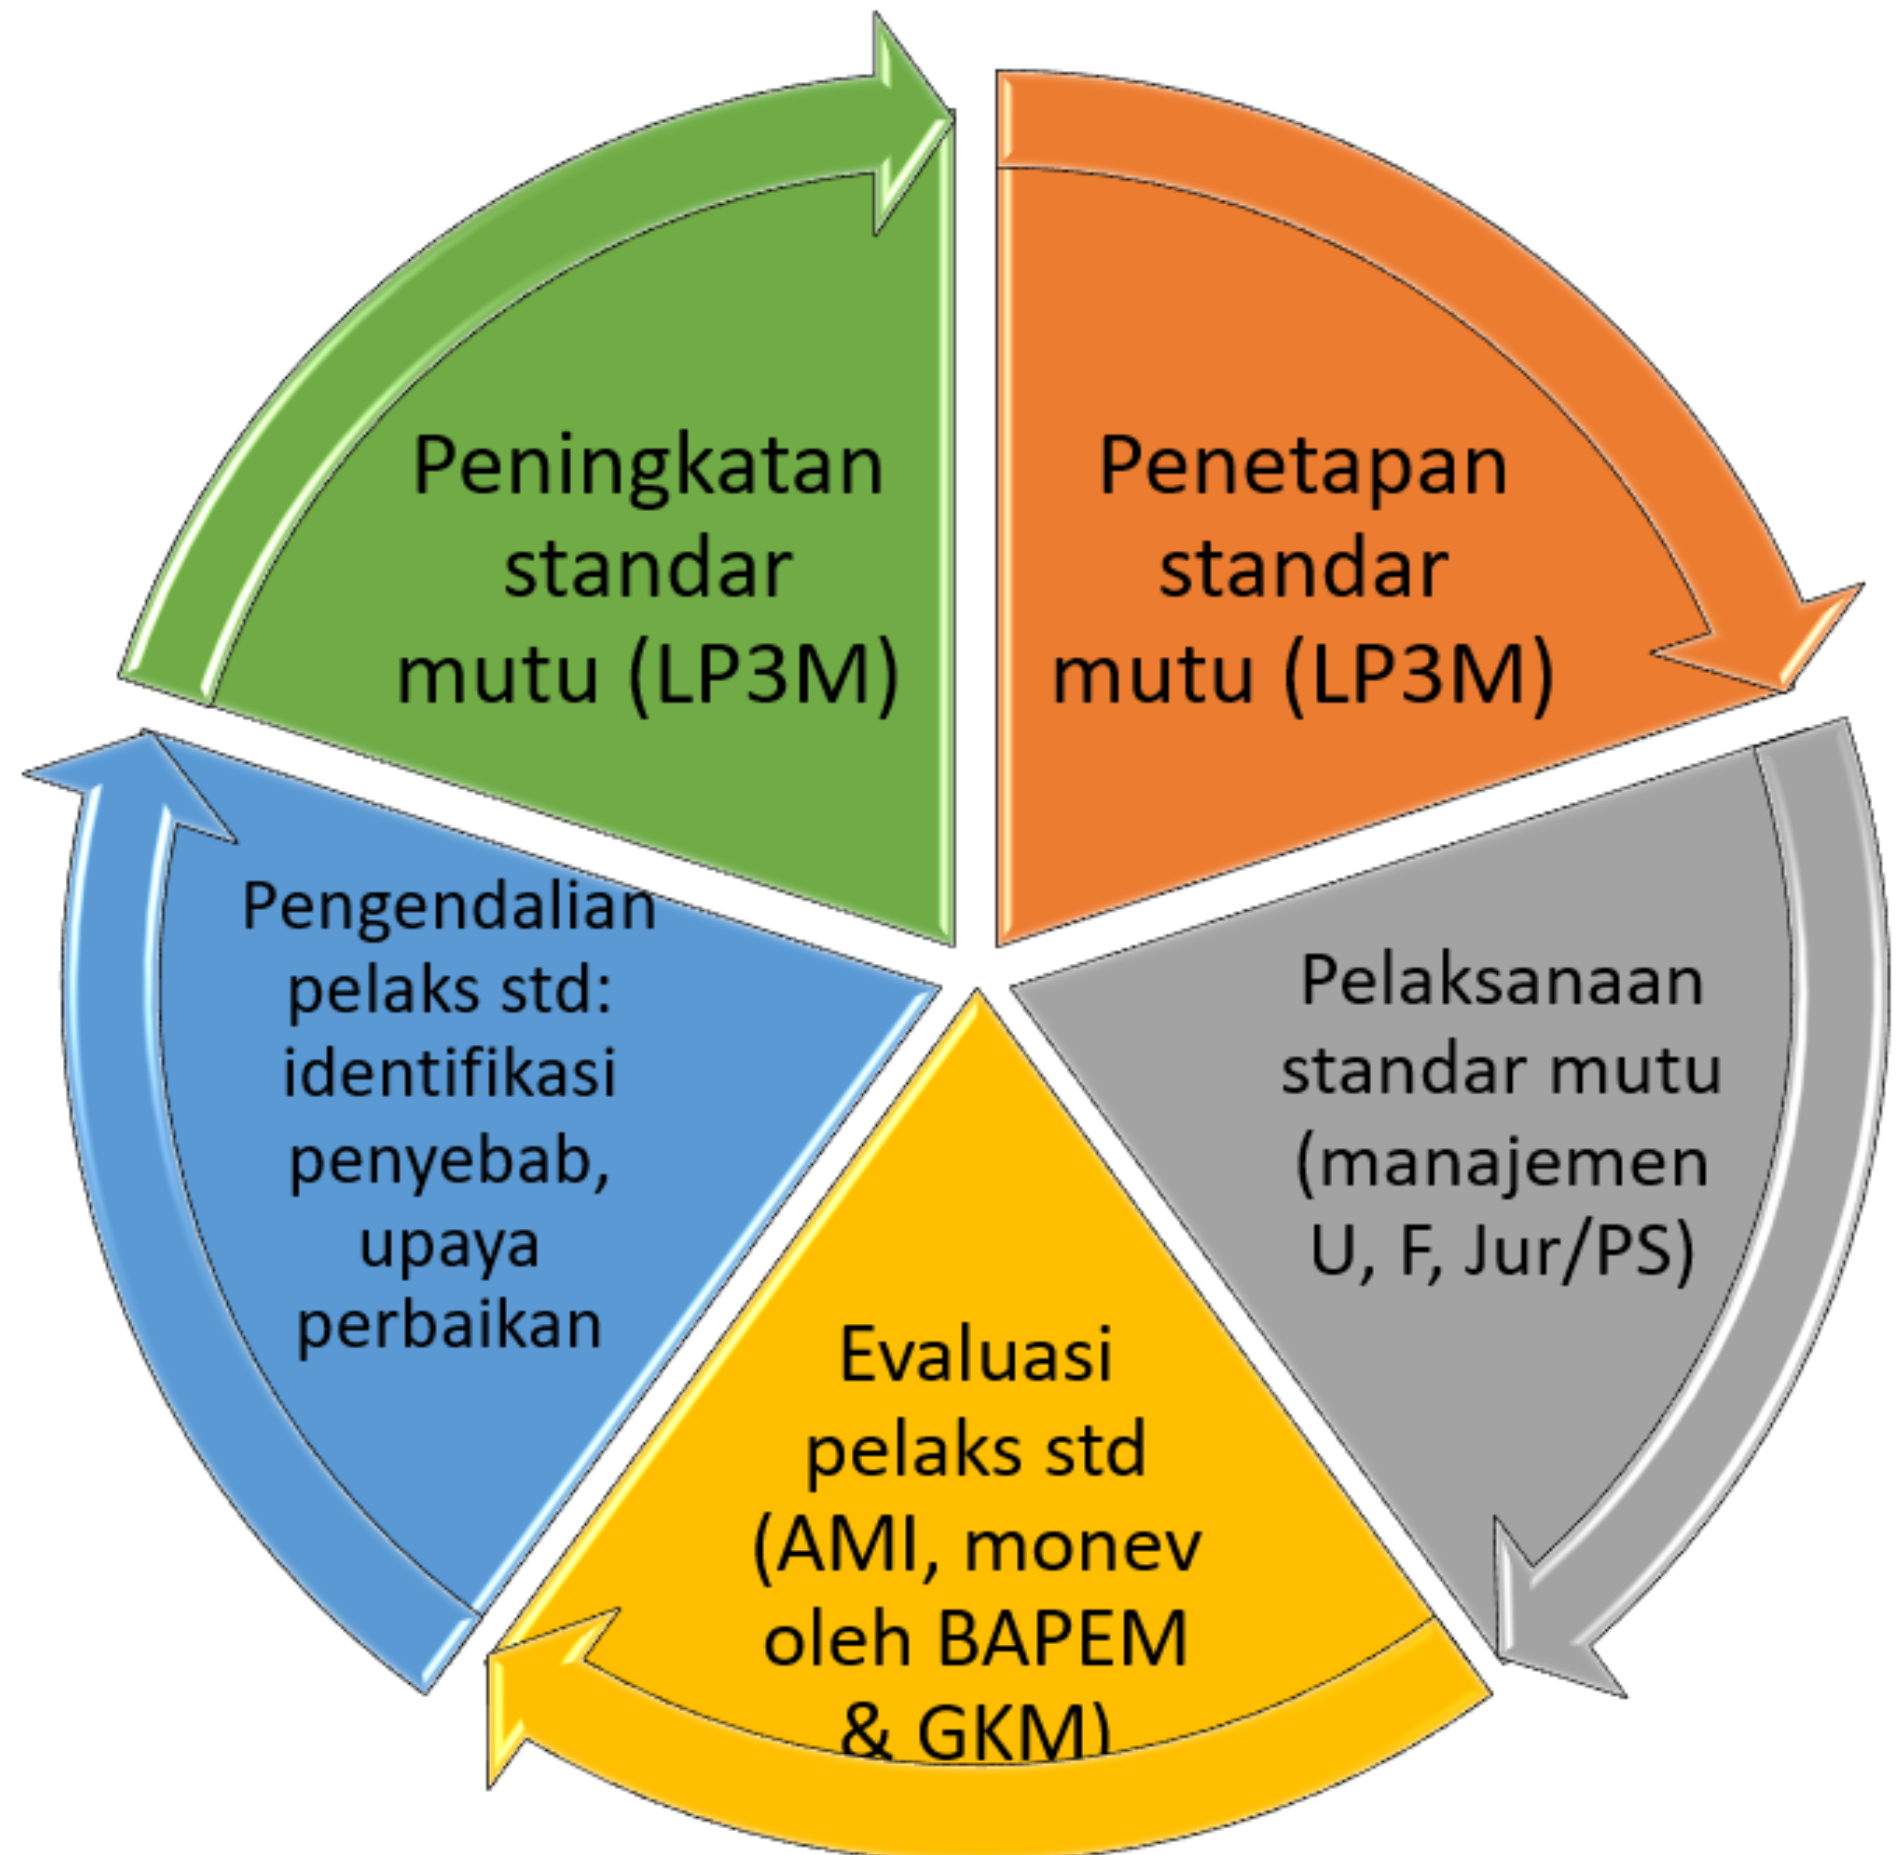 Peningkatan
standar
mutu (LP3M)
Penetapan
standar
mutu (LP3M)
Pelaksanaan
standar mutu
(manajemen
U, F, Jur/PS)
Evaluasi
pelaks std
(AMI, monev
oleh BAPEM
& GKM)
Pengendalian
pelaks std:
identifikasi
penyebab,
upaya
perbaikan